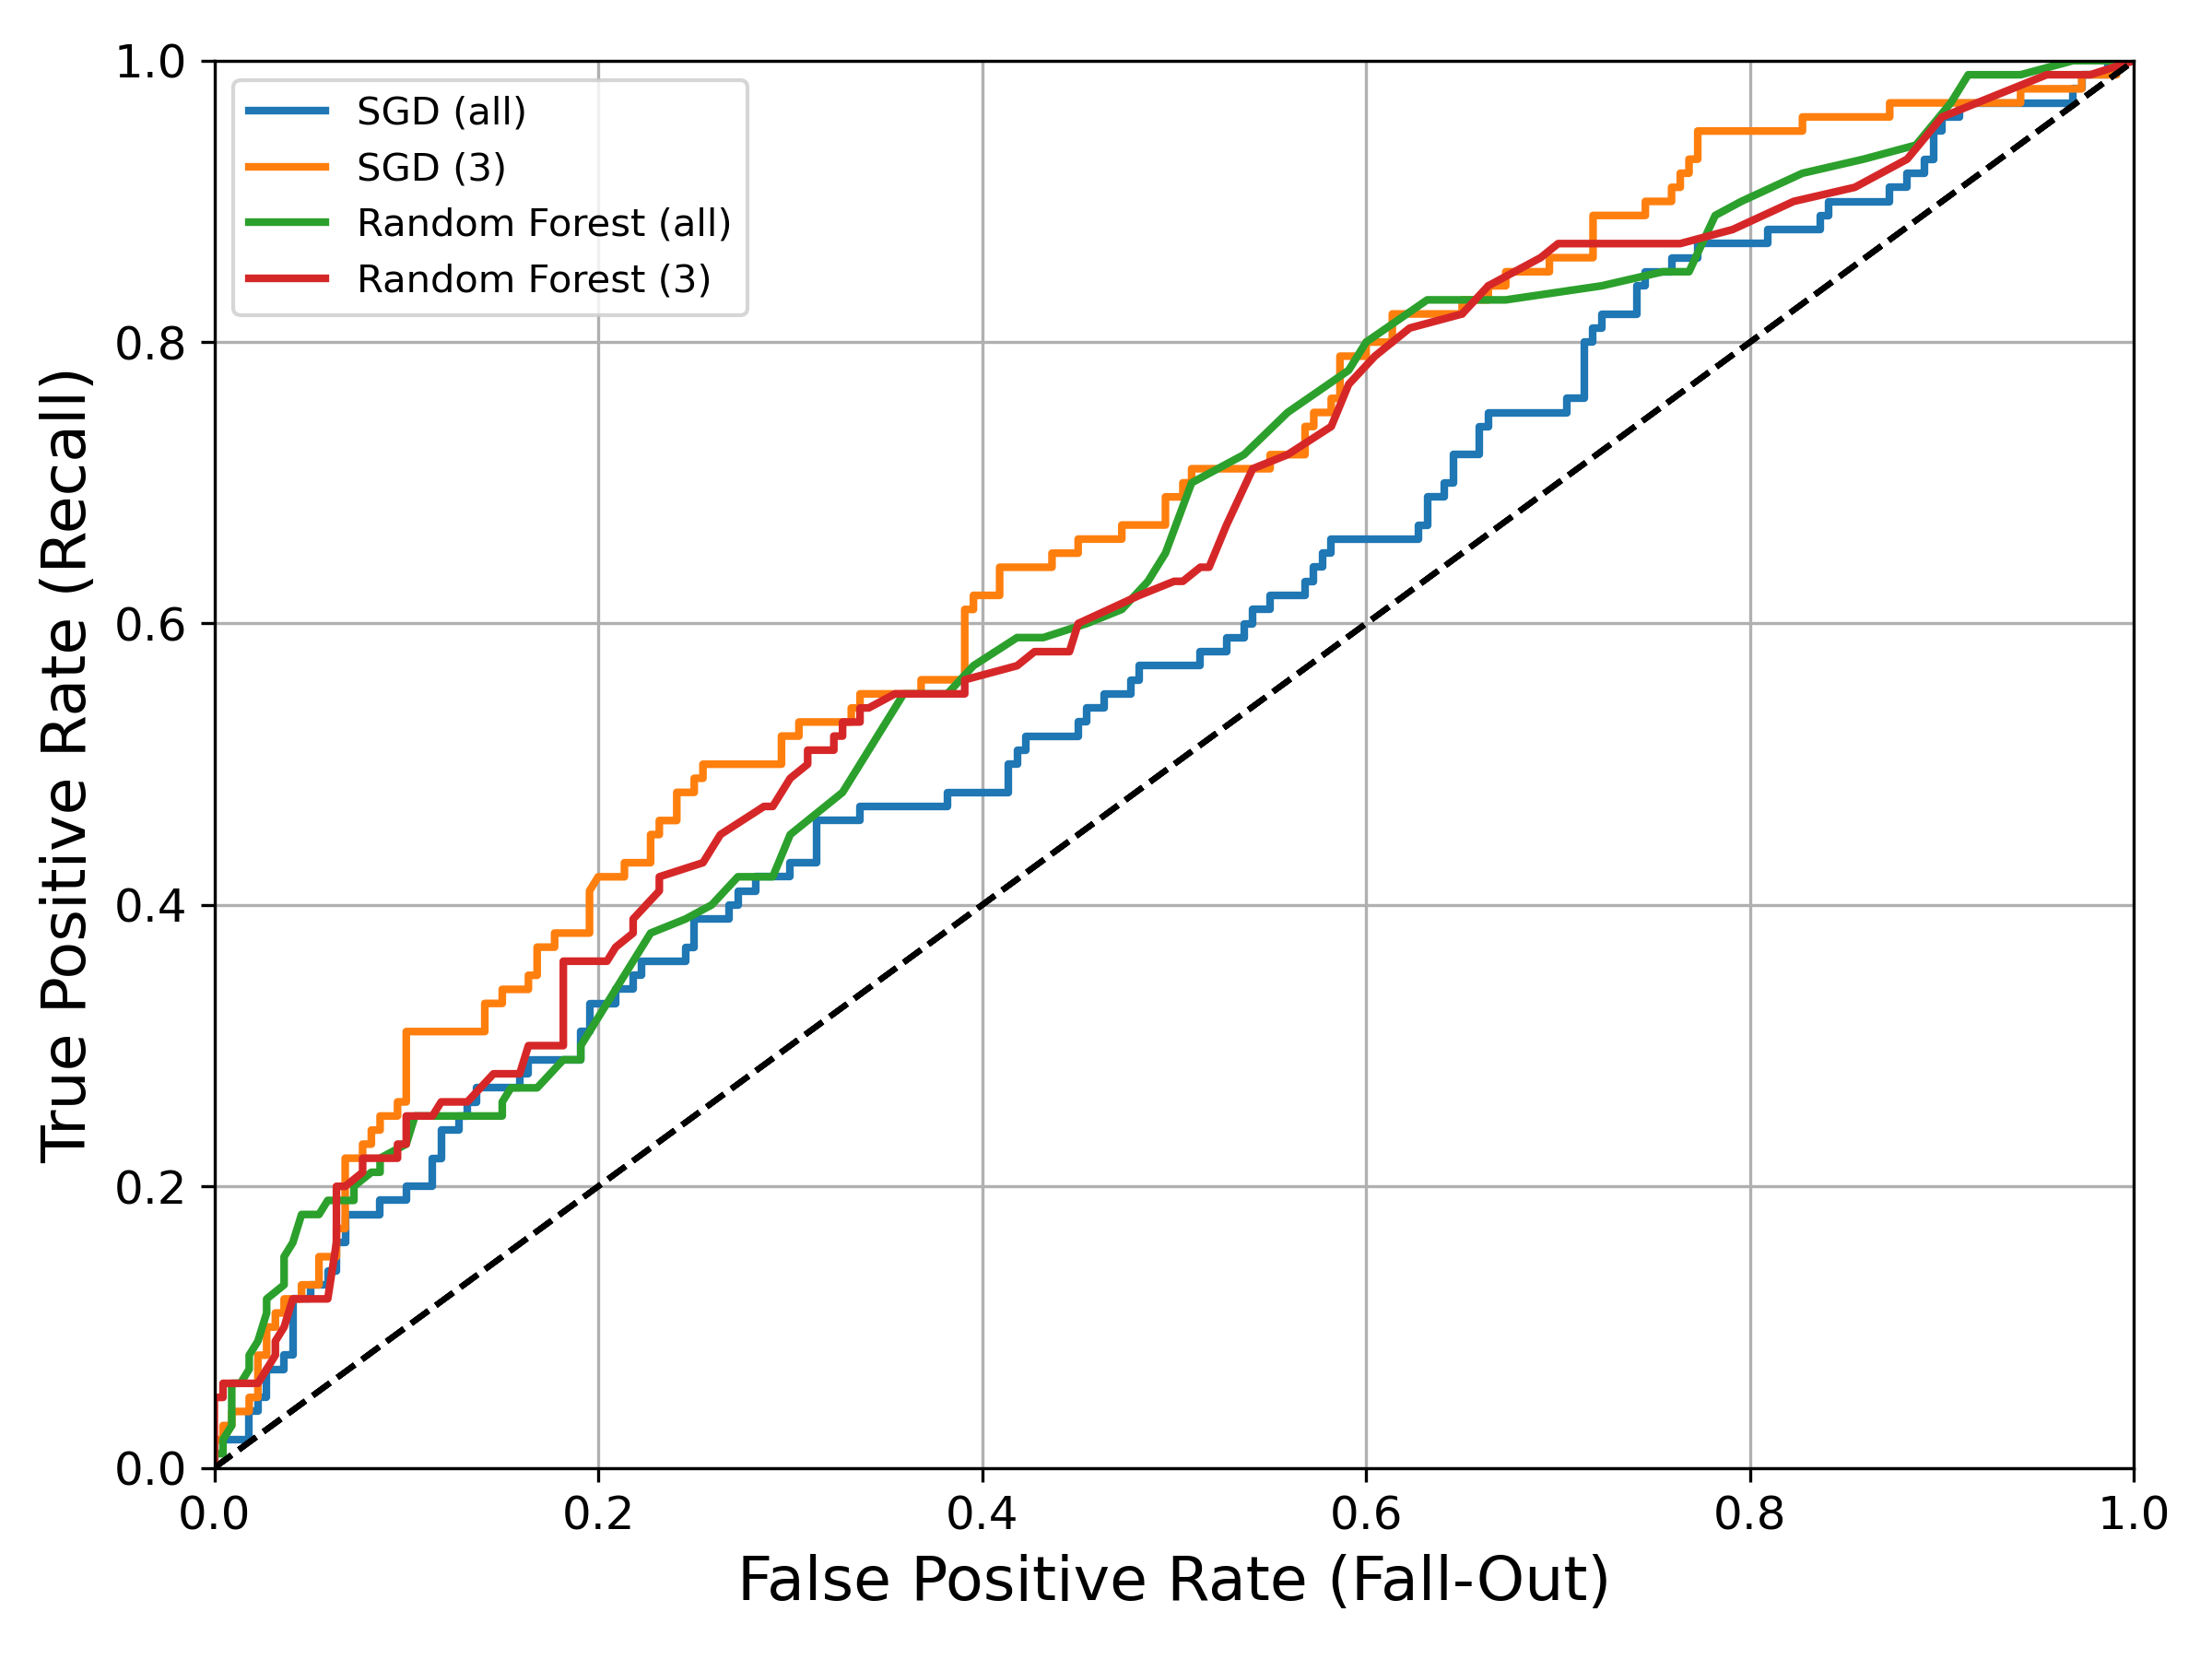 1.0
SGD (all)
SGD (3)
Random Forest (all)
Random Forest (3)
0.8
0.6
0.4
0.2
0.0
True Positive Rate (Recall)
0.0 0.2 0.4 0.6 0.8 1.0
False Positive Rate (Fall-Out)